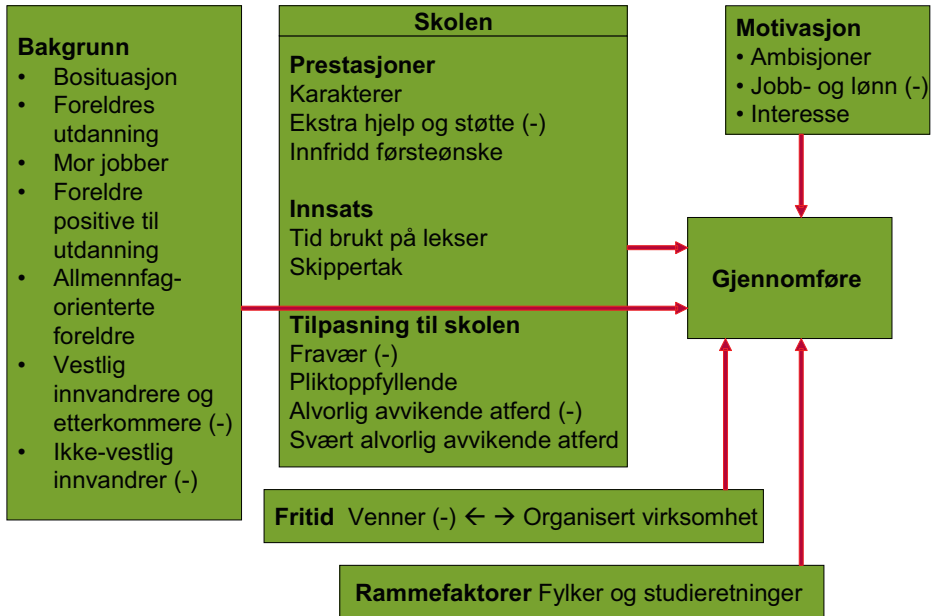 Bakgrunn
• Bosituasjon
• Foreldres
utdanning
• Mor jobber
• Foreldre
positive til
utdanning
• Allmennfag-
orienterte
foreldre
• Vestlig
innvandrere og
etterkommere (-)
• Ikke-vestlig
innvandrer (-)
Skolen
Prestasjoner
Karakterer
Ekstra hjelp og støtte (-)
Innfridd førsteønske
Innsats
Tid brukt på lekser
Skippertak
Tilpasning til skolen
Fravær (-)
Pliktoppfyllende
Alvorlig avvikende atferd (-)
Svært alvorlig avvikende atferd
Motivasjon
• Ambisjoner
• Jobb- og lønn (-)
• Interesse
Gjennomføre
Fritid Venner (-) ← → Organisert virksomhet
Rammefaktorer Fylker og studieretninger